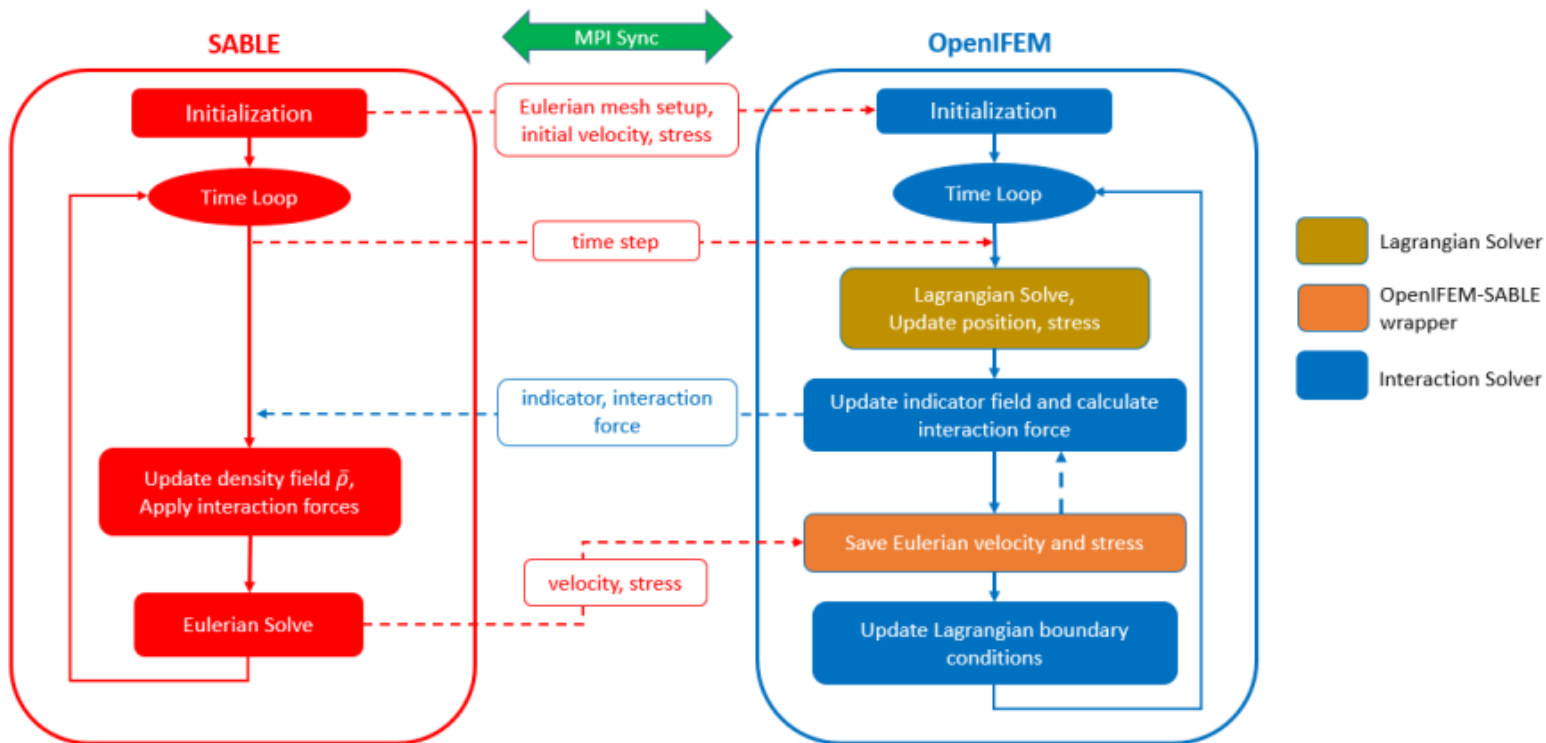 SABLE
MPI Sync
OpenIFEM
Initialization
Eulerian mesh setup,
initial velocity, stress
Initialization
Time Loop
Time Loop
time step
Lagrangian Solve,
Update position, stress
indicator, interaction
force
Update indicator field and calculate
interaction force
Update density field ρ̄,
Apply interaction forces
Save Eulerian velocity and stress
velocity, stress
Eulerian Solve
Update Lagrangian boundary
conditions
Lagrangian Solver
OpenIFEM-SABLE
wrapper
Interaction Solver